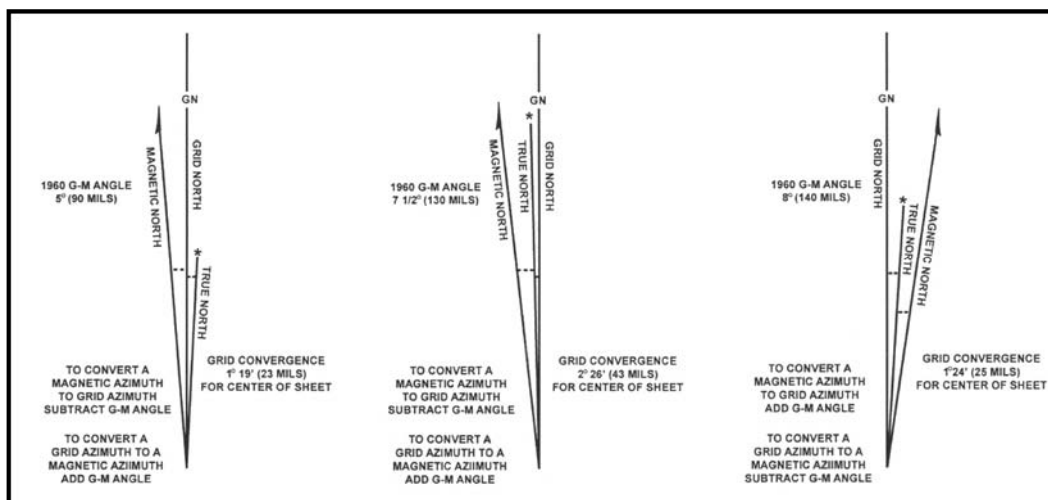 GN
MAGNETIC NORTH
GRID NORTH
1960 G-M ANGLE
5° (90 MILS)
*
TRUE NORTH
GRID CONVERGENCE
1° 19' (23 MILS)
FOR CENTER OF SHEET
TO CONVERT A
MAGNETIC AZIMUTH
TO GRID AZIMUTH
SUBTRACT G-M ANGLE
TO CONVERT A
GRID AZIMUTH TO A
MAGNETIC AZIIMUTH
ADD G-M ANGLE
GN
*
MAGNETIC NORTH
TRUE NORTH
GRID NORTH
1960 G-M ANGLE
7 1/2° (130 MILS)
GRID CONVERGENCE
2° 26' (43 MILS)
FOR CENTER OF SHEET
TO CONVERT A
MAGNETIC AZIMUTH
TO GRID AZIMUTH
SUBTRACT G-M ANGLE
TO CONVERT A
GRID AZIMUTH TO A
MAGNETIC AZIIMUTH
ADD G-M ANGLE
GN
GRID NORTH
1960 G-M ANGLE
8° (140 MILS)
*
TRUE NORTH
MAGNETIC NORTH
GRID CONVERGENCE
1°24' (25 MILS)
FOR CENTER OF SHEET
TO CONVERT A
MAGNETIC AZIMUTH
TO GRID AZIMUTH
ADD G-M ANGLE
TO CONVERT A
GRID AZIMUTH TO A
MAGNETIC AZIIMUTH
SUBTRACT G-M ANGLE